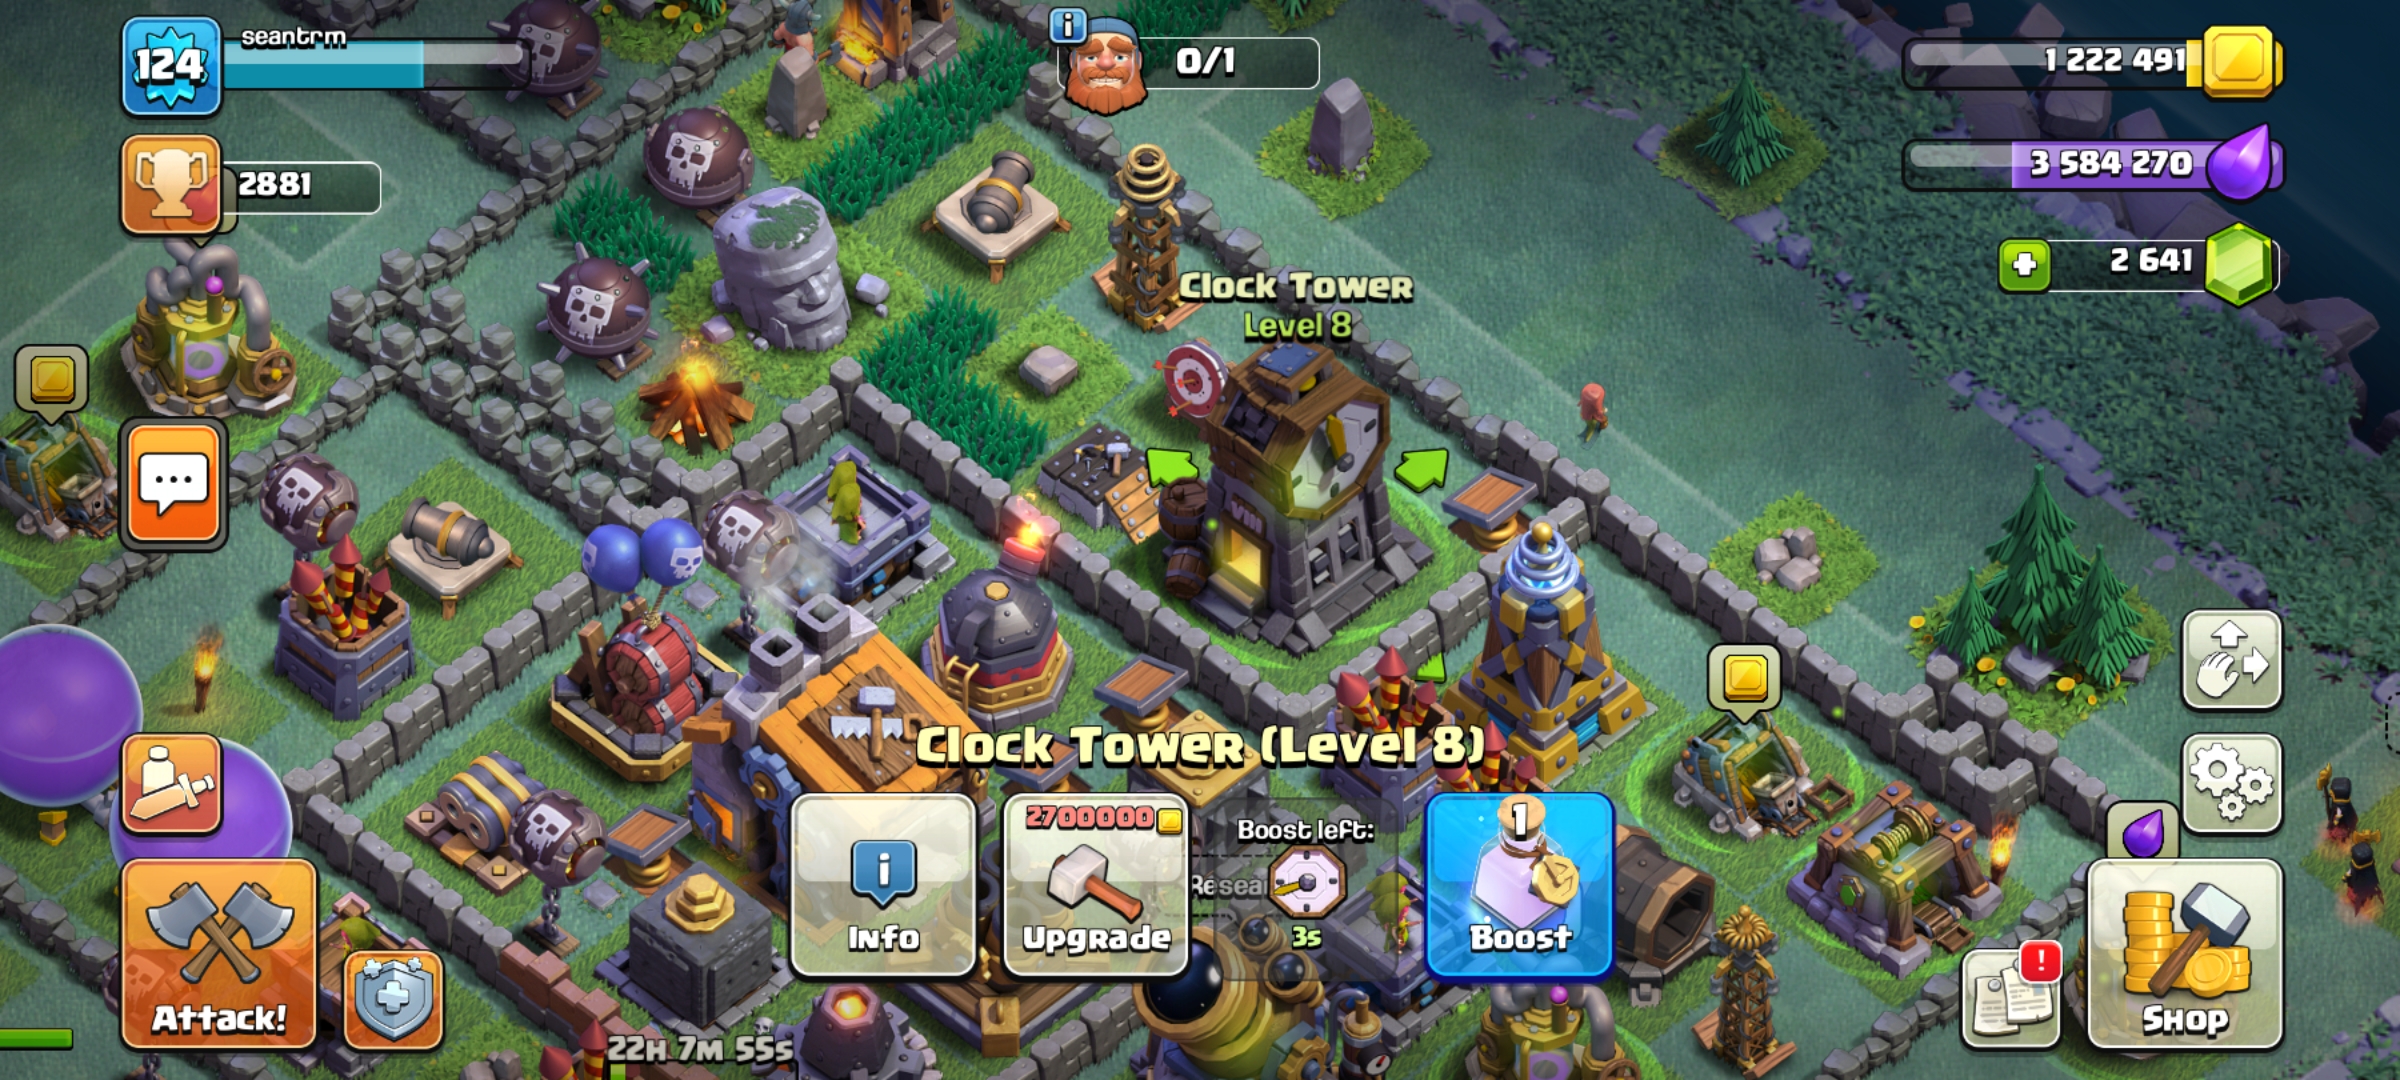 124
seantrm
0/1
1 222 491
2881
3 584 270
2 641
Clock Tower
Level 8
VIII
Clock Tower (Level 8)
2700000
Boost left:
1
3s
Info
Upgrade
Boost
Attack!
!
Shop
22H 7M 55s